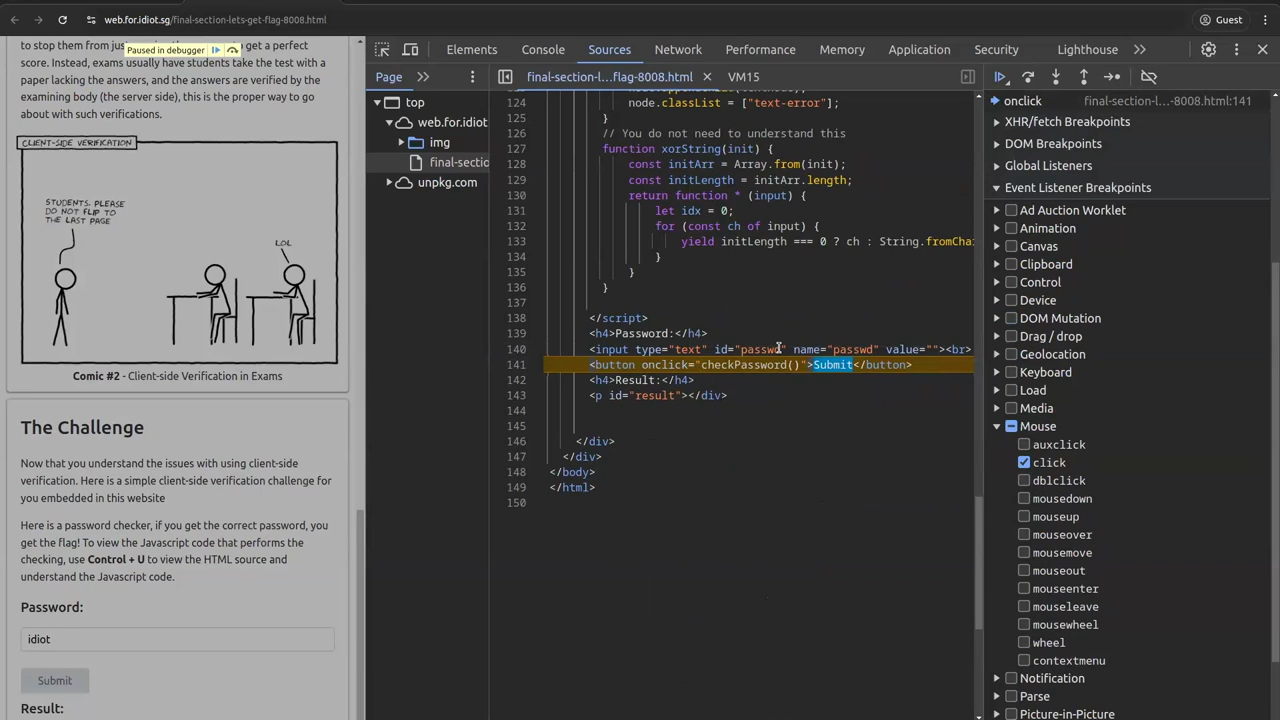 web.for.idiot.sg/final-section-lets-get-flag-8008.html
Guest
Paused in debugger
to stop them from just
get a perfect
score. Instead, exams usually have students take the test with a
paper lacking the answers, and the answers are verified by the
examining body (the server side), this is the proper way to go
about with such verifications.
CLIENT-SIDE VERIFICATION
STUDENTS, PLEASE
DO NOT FLIP TO
THE LAST PAGE
LOL
Comic #2 - Client-side Verification in Exams
The Challenge
Now that you understand the issues with using client-side
verification. Here is a simple client-side verification challenge for
you embedded in this website
Here is a password checker, if you get the correct password, you
get the flag! To view the Javascript code that performs the
checking, use Control + U to view the HTML source and
understand the Javascript code.
Password:
idiot
Submit
Result:
Elements
Console
Sources
Network
Performance
Memory
Application
Security
Lighthouse
Page
top
web.for.idiot
img
final-sectio
unpkg.com
final-section-l...flag-8008.html
VM15
124 node.classList = ["text-error"];
125 }
126 // You do not need to understand this
127 function xorString(init) {
128 const initArr = Array.from(init);
129 const initLength = initArr.length;
130 return function * (input) {
131 let idx = 0;
132 for (const ch of input) {
133 yield initLength === 0 ? ch : String.fromCha
134 }
135 }
136 }
137
138 </script>
139 <h4>Password:</h4>
140 <input type="text" id="passwd" name="passwd" value=""><br>
141 <button onclick="checkPassword()">Submit</button>
142 <h4>Result:</h4>
143 <p id="result"></div>
144
145
146 </div>
147 </div>
148 </body>
149 </html>
150
onclick final-section-l...-8008.html:141
XHR/fetch Breakpoints
DOM Breakpoints
Global Listeners
Event Listener Breakpoints
Ad Auction Worklet
Animation
Canvas
Clipboard
Control
Device
DOM Mutation
Drag / drop
Geolocation
Keyboard
Load
Media
Mouse
auxclick
click
dblclick
mousedown
mouseup
mouseover
mousemove
mouseout
mouseenter
mouseleave
mousewheel
wheel
contextmenu
Notification
Parse
Picture-in-Picture